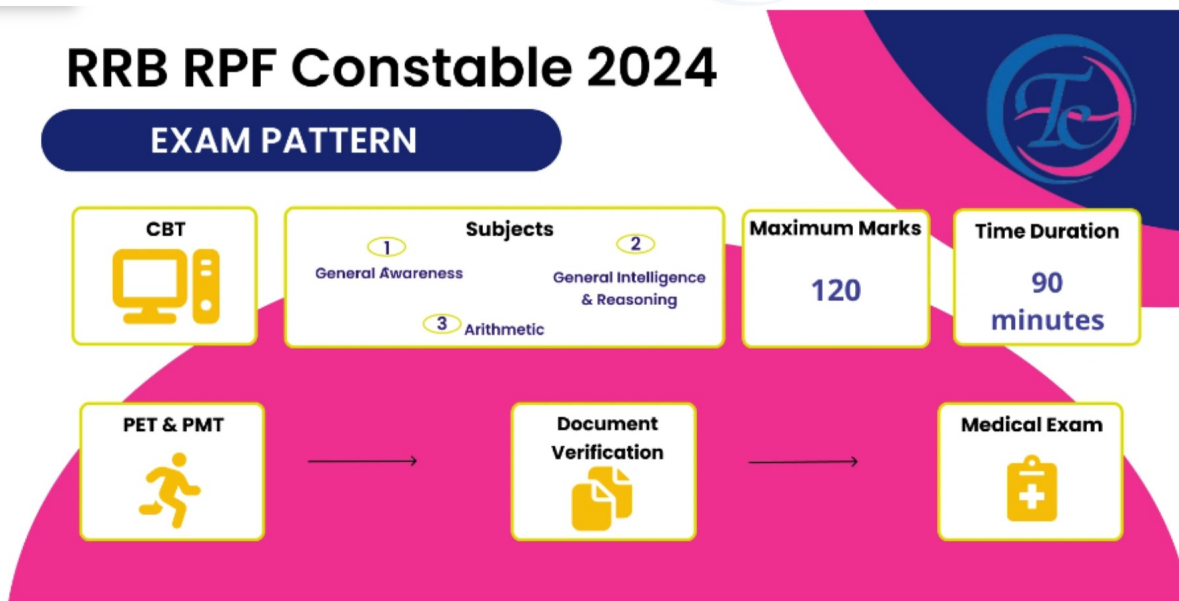 RRB RPF Constable 2024
EXAM PATTERN
Tc
CBT
Subjects
1
General Awareness
2
General Intelligence
& Reasoning
3 Arithmetic
Maximum Marks
120
Time Duration
90
minutes
PET & PMT
Document
Verification
Medical Exam